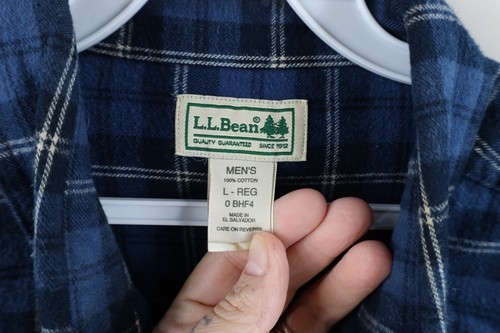 L.L.Bean®
QUALITY GUARANTEED SINCE 1912
MEN'S
100% COTTON
L - REG
0 BHF4
MADE IN
EL SALVADOR
CARE ON REVERSE